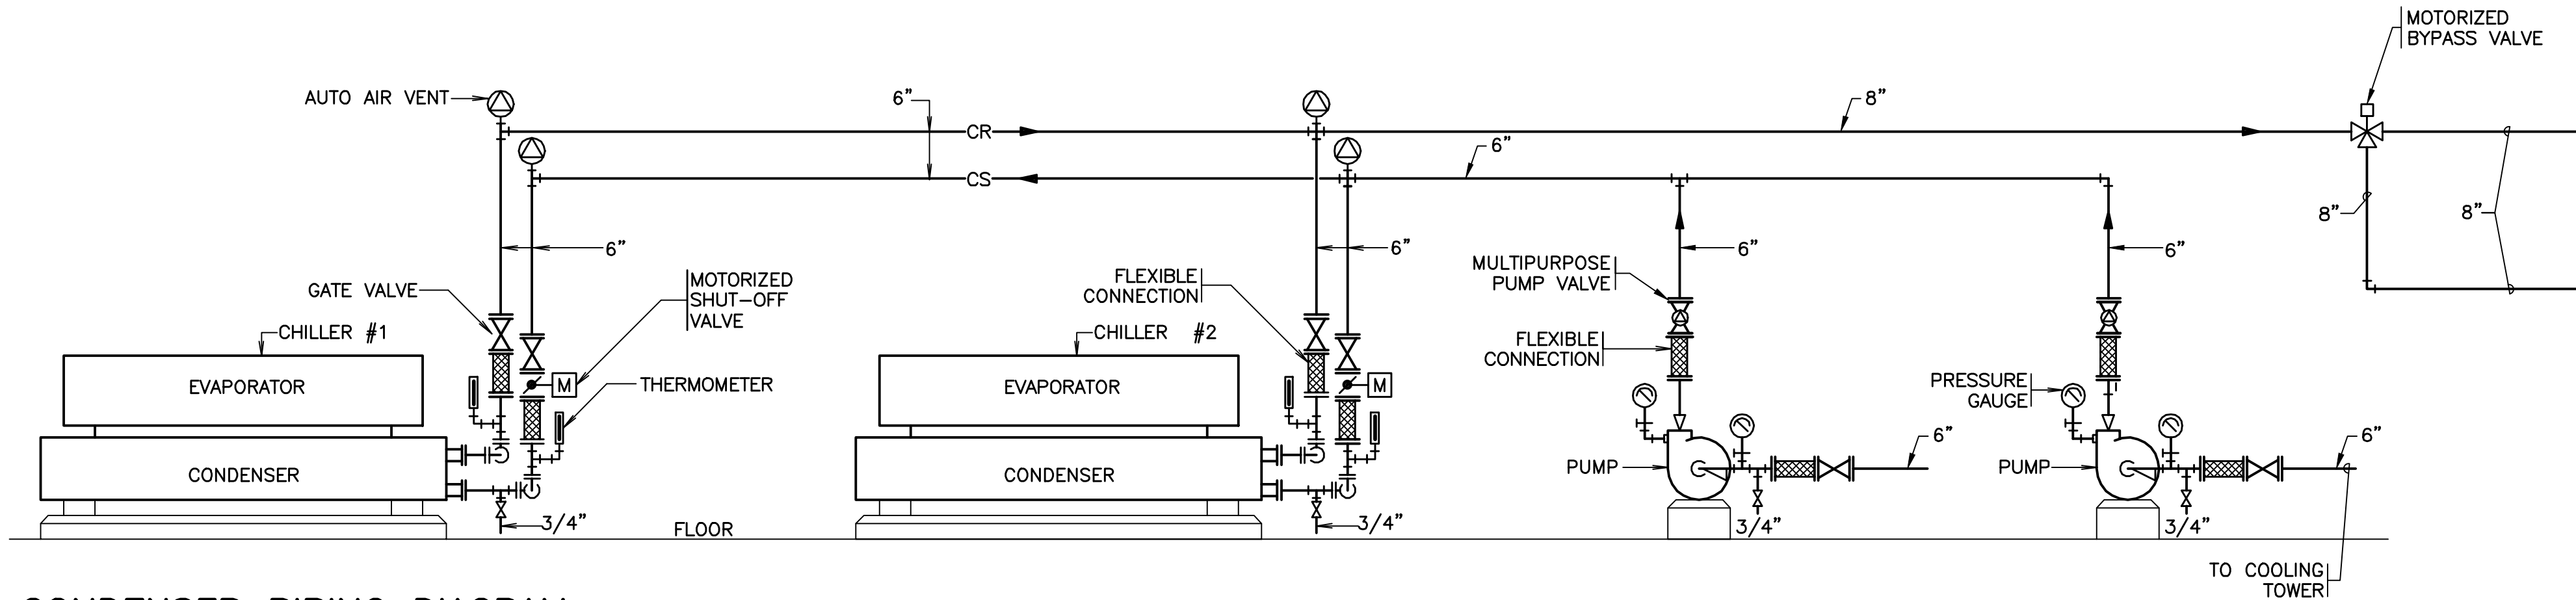 MOTORIZED
BYPASS VALVE
AUTO AIR VENT
6"
8"
CR
6"
CS
8"
8"
6"
6"
6"
6"
MULTIPURPOSE
PUMP VALVE
FLEXIBLE
CONNECTION
MOTORIZED
SHUT-OFF
VALVE
GATE VALVE
CHILLER #1
CHILLER #2
FLEXIBLE
CONNECTION
EVAPORATOR
M
THERMOMETER
EVAPORATOR
M
PRESSURE
GAUGE
6"
6"
CONDENSER
CONDENSER
PUMP
PUMP
3/4"
FLOOR
3/4"
3/4"
3/4"
TO COOLING
TOWER
CONDENSER PIPING DIAGRAM